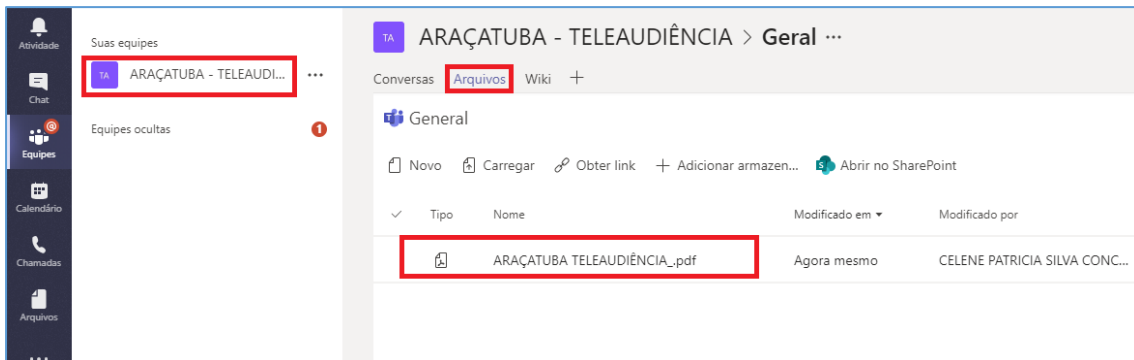 Atividade
Chat
@
Equipes
Calendário
Chamadas
Arquivos
Suas equipes
TA ARAÇATUBA - TELEAUDI... ...
Equipes ocultas 1
TA ARAÇATUBA - TELEAUDIÊNCIA > Geral ...
Conversas Arquivos Wiki +
General
Novo Carregar Obter link + Adicionar armazen... Abrir no SharePoint
Tipo Nome Modificado em Modificado por
ARAÇATUBA TELEAUDIÊNCIA_.pdf Agora mesmo CELENE PATRICIA SILVA CONC...